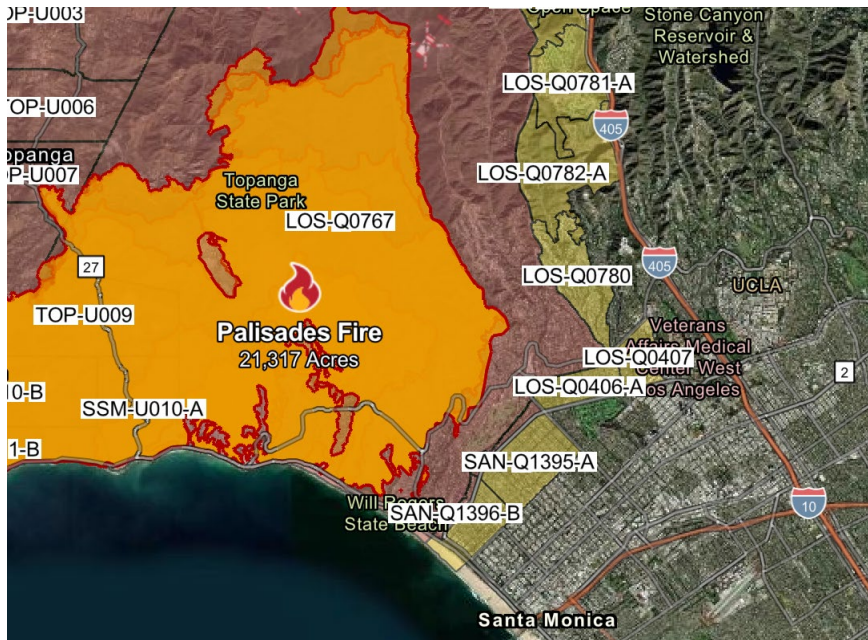 OP-U003
Open Space
Stone Canyon
Reservoir &
Watershed
LOS-Q0781-A
TOP-U006
405
opanga
OP-U007
LOS-Q0782-A
Topanga
State Park
LOS-Q0767
27
LOS-Q0780
405
UCLA
TOP-U009
Palisades Fire
21,317 Acres
Veterans
Affairs Medical
Center West
Los Angeles
LOS-Q0407
LOS-Q0406-A
2
10-B
SSM-U010-A
1-B
SAN-Q1395-A
Will Rogers
State Beach
SAN-Q1396-B
10
Santa Monica